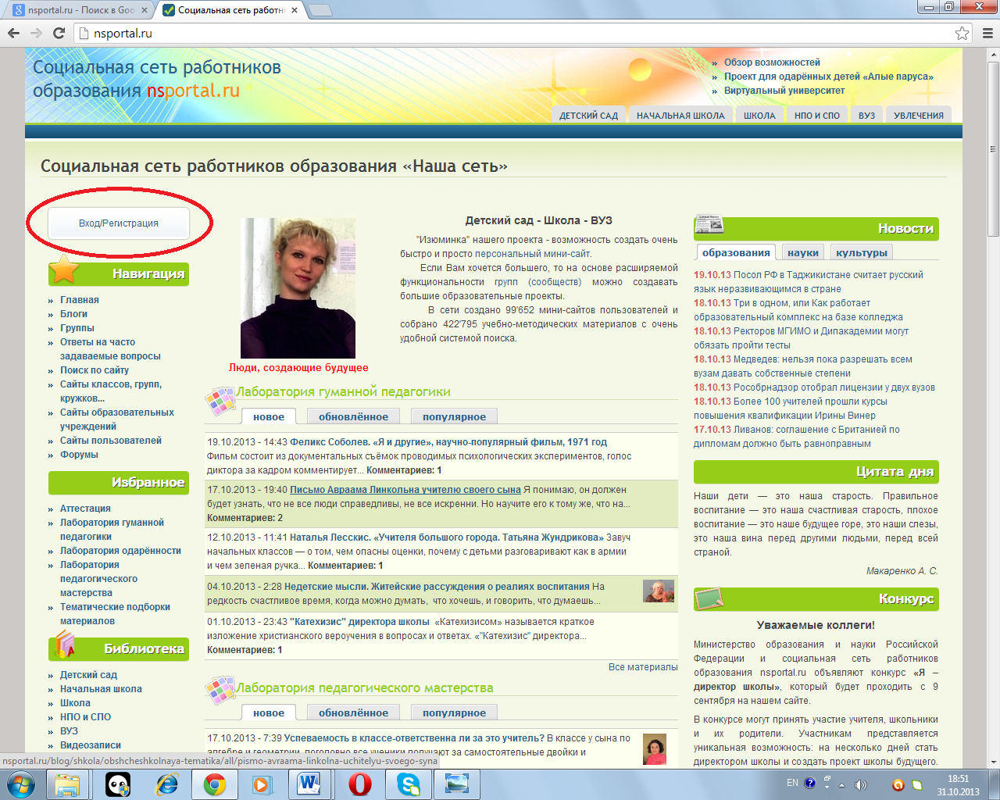 nsportal.ru - Поиск в Goo
Социальная сеть работн
nsportal.ru
Социальная сеть работников
образования nsportal.ru
Обзор возможностей
Проект для одарённых детей «Алые паруса»
Виртуальный университет
ДЕТСКИЙ САД
НАЧАЛЬНАЯ ШКОЛА
ШКОЛА
НПО И СПО
ВУЗ
УВЛЕЧЕНИЯ
Социальная сеть работников образования «Наша сеть»
Вход/Регистрация
Навигация
Главная
Блоги
Группы
Ответы на часто
задаваемые вопросы
Поиск по сайту
Сайты классов, групп,
кружков...
Сайты образовательных
учреждений
Сайты пользователей
Форумы
Избранное
Аттестация
Лаборатория гуманной
педагогики
Лаборатория одарённости
Лаборатория
педагогического
мастерства
Тематические подборки
материалов
Библиотека
Детский сад
Начальная школа
Школа
НПО и СПО
ВУЗ
Видеозаписи
Люди, создающие будущее
Детский сад - Школа - ВУЗ
"Изюминка" нашего проекта - возможность создать очень
быстро и просто персональный мини-сайт.
Если Вам хочется большего, то на основе расширяемой
функциональности групп (сообществ) можно создавать
большие образовательные проекты.
В сети создано 99'652 мини-сайтов пользователей и
собрано 422'795 учебно-методических материалов с очень
удобной системой поиска.
Лаборатория гуманной педагогики
новое
обновлённое
популярное
19.10.2013 - 14:43 Феликс Соболев. «Я и другие», научно-популярный фильм, 1971 год
Фильм состоит из документальных съёмок проводимых психологических экспериментов, голос
диктора за кадром комментирует... Комментариев: 1
17.10.2013 - 19:40 Письмо Авраама Линкольна учителю своего сына Я понимаю, он должен
будет узнать, что не все люди справедливы, не все искренни. Но научите его к тому же, что на...
Комментариев: 2
12.10.2013 - 11:41 Наталья Лесскис. «Учителя большого города. Татьяна Жундрикова» Завуч
начальных классов — о том, чем опасны оценки, почему с детьми разговаривают как в армии
и чем зеленая ручка... Комментариев: 1
04.10.2013 - 2:28 Недетские мысли. Житейские рассуждения о реалиях воспитания На
редкость счастливое время, когда можно думать, что хочешь, и говорить, что думаешь...
01.10.2013 - 23:43 "Катехизис" директора школы «Катехизисом» называется краткое
изложение христианского вероучения в вопросах и ответах. «"Катехизис" директора...
Комментариев: 1
Все материалы
Лаборатория педагогического мастерства
новое
обновлённое
популярное
17.10.2013 - 7:39 Успеваемость в классе-ответственна ли за это учитель? В классе у сына по
алгебре и геометрии, поголовно все ученики получают за самостоятельные двойки и
Новости
образования
науки
культуры
19.10.13 Посол РФ в Таджикистане считает русский
язык неразвивающимся в стране
18.10.13 Три в одном, или Как работает
образовательный комплекс на базе колледжа
18.10.13 Ректоров МГИМО и Дипакадемии могут
обязать пройти тесты
18.10.13 Медведев: нельзя пока разрешать всем
вузам давать собственные степени
18.10.13 Рособрнадзор отобрал лицензии у двух вузов
18.10.13 Более 100 учителей прошли курсы
повышения квалификации Ирины Винер
17.10.13 Ливанов: соглашение с Британией по
дипломам должно быть равноправным
Цитата дня
Наши дети — это наша старость. Правильное
воспитание — это наша счастливая старость, плохое
воспитание — это наше будущее горе, это наши слезы,
это наша вина перед другими людьми, перед всей
страной.
Макаренко А. С.
Конкурс
Уважаемые коллеги!
Министерство образования и науки Российской
Федерации и социальная сеть работников
образования nsportal.ru объявляют конкурс «Я –
директор школы», который будет проходить с 9
сентября на нашем сайте.
В конкурсе могут принять участие учителя, школьники
и их родители. Участникам представляется
уникальная возможность: на несколько дней стать
директором школы и создать проект школы будущего.
nsportal.ru/blog/shkola/obshcheshkolnaya-tematika/all/pismo-avraama-linkolna-uchitelyu-svoego-syna
EN
18:51
31.10.2013